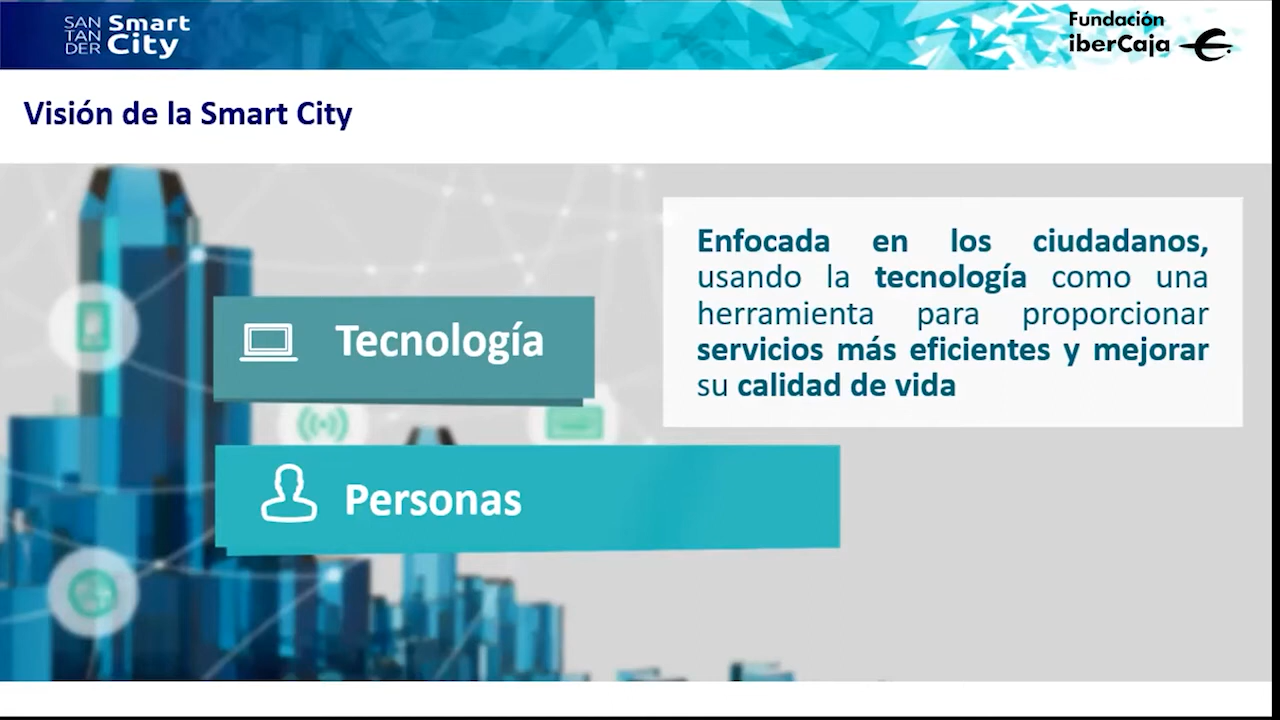 SAN
TAN
DER
Smart
City
Fundación
iberCaja
Visión de la Smart City
Enfocada en los ciudadanos,
usando la tecnología como una
herramienta para proporcionar
servicios más eficientes y mejorar
su calidad de vida
Tecnología
Personas